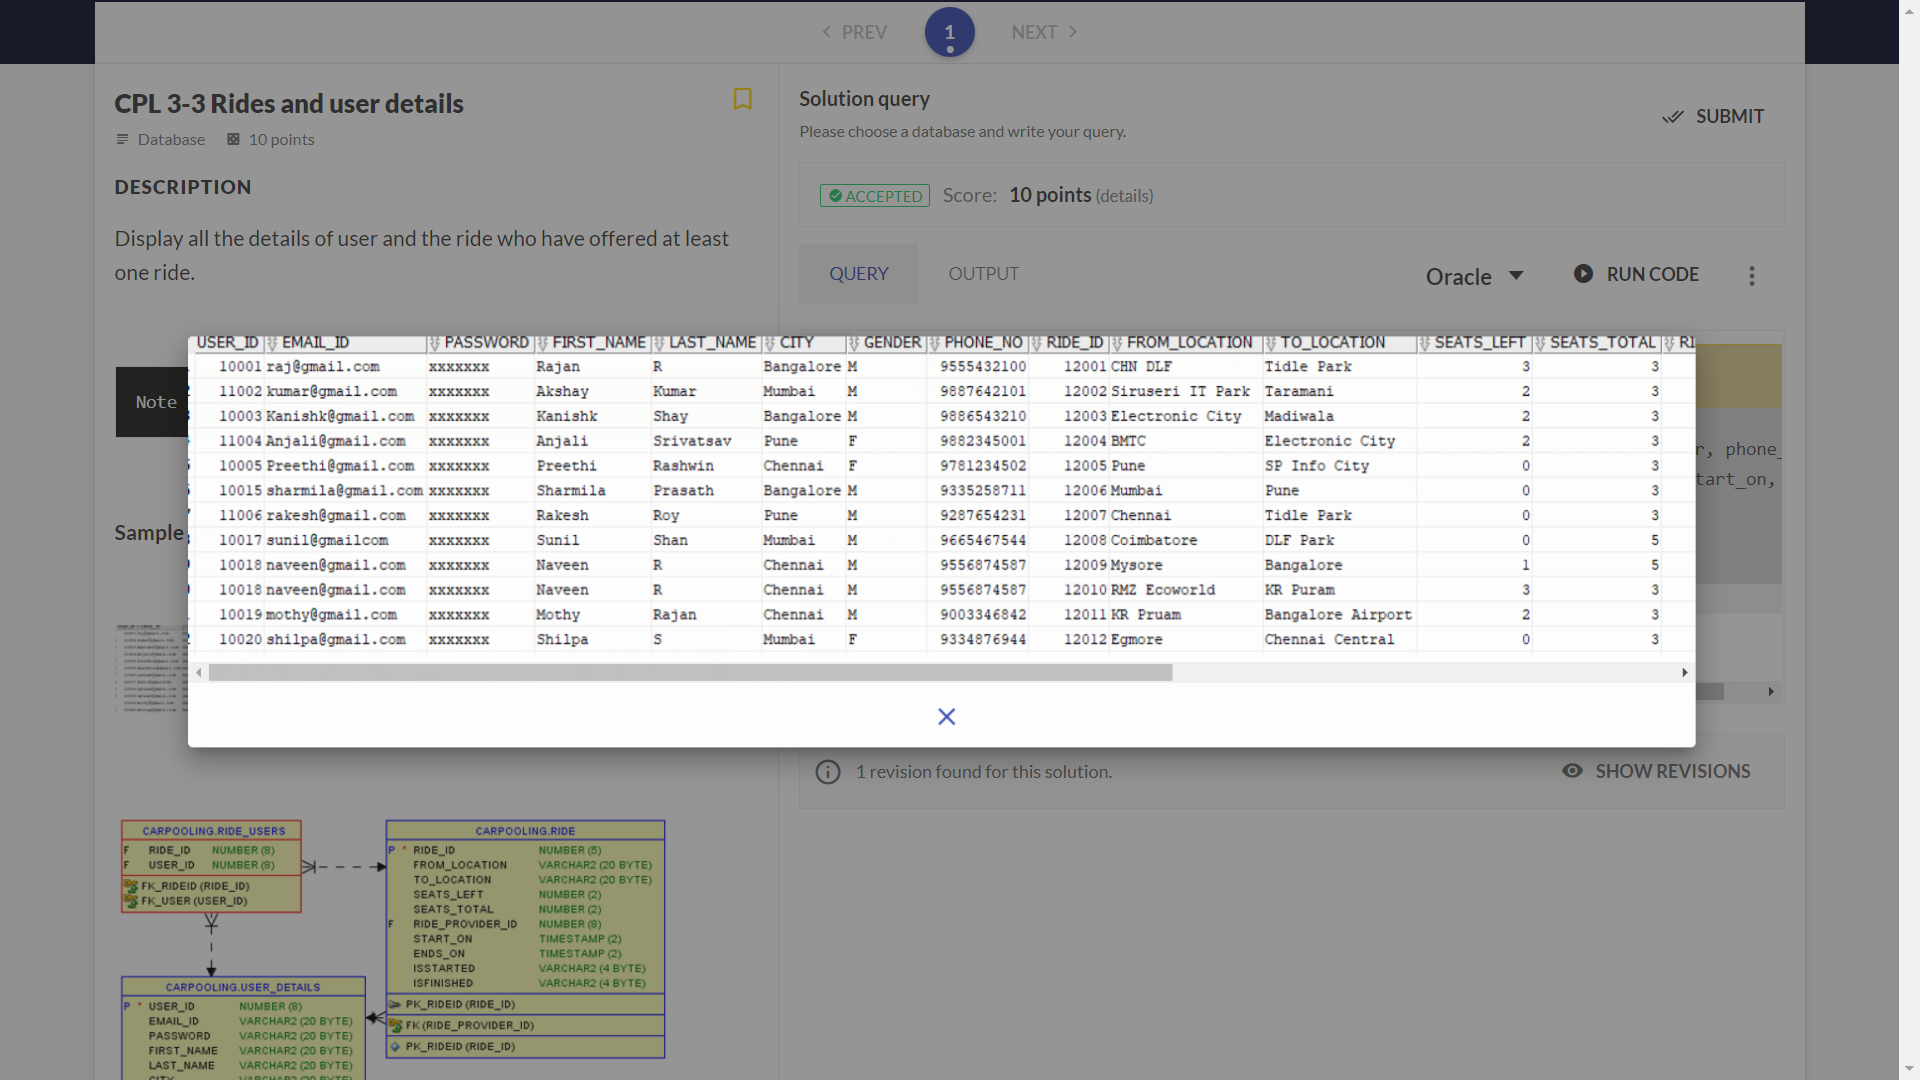 PREV
1
NEXT
CPL 3-3 Rides and user details
Database
10 points
DESCRIPTION
Display all the details of user and the ride who have offered at least
one ride.
Note
Sample
Solution query
Please choose a database and write your query.
SUBMIT
ACCEPTED Score: 10 points (details)
QUERY
OUTPUT
Oracle
RUN CODE
r, phone_
tart_on,
USER_ID EMAIL_ID PASSWORD FIRST_NAME LAST_NAME CITY GENDER PHONE_NO RIDE_ID FROM_LOCATION TO_LOCATION SEATS_LEFT SEATS_TOTAL RI
10001 raj@gmail.com xxxxxxx Rajan R Bangalore M 9555432100 12001 CHN DLF Tidle Park 3 3
11002 kumar@gmail.com xxxxxxx Akshay Kumar Mumbai M 9887642101 12002 Siruseri IT Park Taramani 2 3
10003 Kanishk@gmail.com xxxxxxx Kanishk Shay Bangalore M 9886543210 12003 Electronic City Madiwala 2 3
11004 Anjali@gmail.com xxxxxxx Anjali Srivatsav Pune F 9882345001 12004 BMTC Electronic City 2 3
10005 Preethi@gmail.com xxxxxxx Preethi Rashwin Chennai F 9781234502 12005 Pune SP Info City 0 3
10015 sharmila@gmail.com xxxxxxx Sharmila Prasath Bangalore M 9335258711 12006 Mumbai Pune 0 3
11006 rakesh@gmail.com xxxxxxx Rakesh Roy Pune M 9287654231 12007 Chennai Tidle Park 0 3
10017 sunil@gmailcom xxxxxxx Sunil Shan Mumbai M 9665467544 12008 Coimbatore DLF Park 0 5
10018 naveen@gmail.com xxxxxxx Naveen R Chennai M 9556874587 12009 Mysore Bangalore 1 5
10018 naveen@gmail.com xxxxxxx Naveen R Chennai M 9556874587 12010 RMZ Ecoworld KR Puram 3 3
10019 mothy@gmail.com xxxxxxx Mothy Rajan Chennai M 9003346842 12011 KR Pruam Bangalore Airport 2 3
10020 shilpa@gmail.com xxxxxxx Shilpa S Mumbai F 9334876944 12012 Egmore Chennai Central 0 3
1 revision found for this solution.
SHOW REVISIONS
CARPOOLING.RIDE_USERS
F RIDE_ID NUMBER (8)
F USER_ID NUMBER (8)
FK_RIDEID (RIDE_ID)
FK_USER (USER_ID)
CARPOOLING.RIDE
P * RIDE_ID NUMBER (5)
FROM_LOCATION VARCHAR2 (20 BYTE)
TO_LOCATION VARCHAR2 (20 BYTE)
SEATS_LEFT NUMBER (2)
SEATS_TOTAL NUMBER (2)
F RIDE_PROVIDER_ID NUMBER (8)
START_ON TIMESTAMP (2)
ENDS_ON TIMESTAMP (2)
ISSTARTED VARCHAR2 (4 BYTE)
ISFINISHED VARCHAR2 (4 BYTE)
PK_RIDEID (RIDE_ID)
FK (RIDE_PROVIDER_ID)
PK_RIDEID (RIDE_ID)
CARPOOLING.USER_DETAILS
P * USER_ID NUMBER (8)
EMAIL_ID VARCHAR2 (20 BYTE)
PASSWORD VARCHAR2 (20 BYTE)
FIRST_NAME VARCHAR2 (20 BYTE)
LAST_NAME VARCHAR2 (20 BYTE)
CITY VARCHAR2 (20 BYTE)